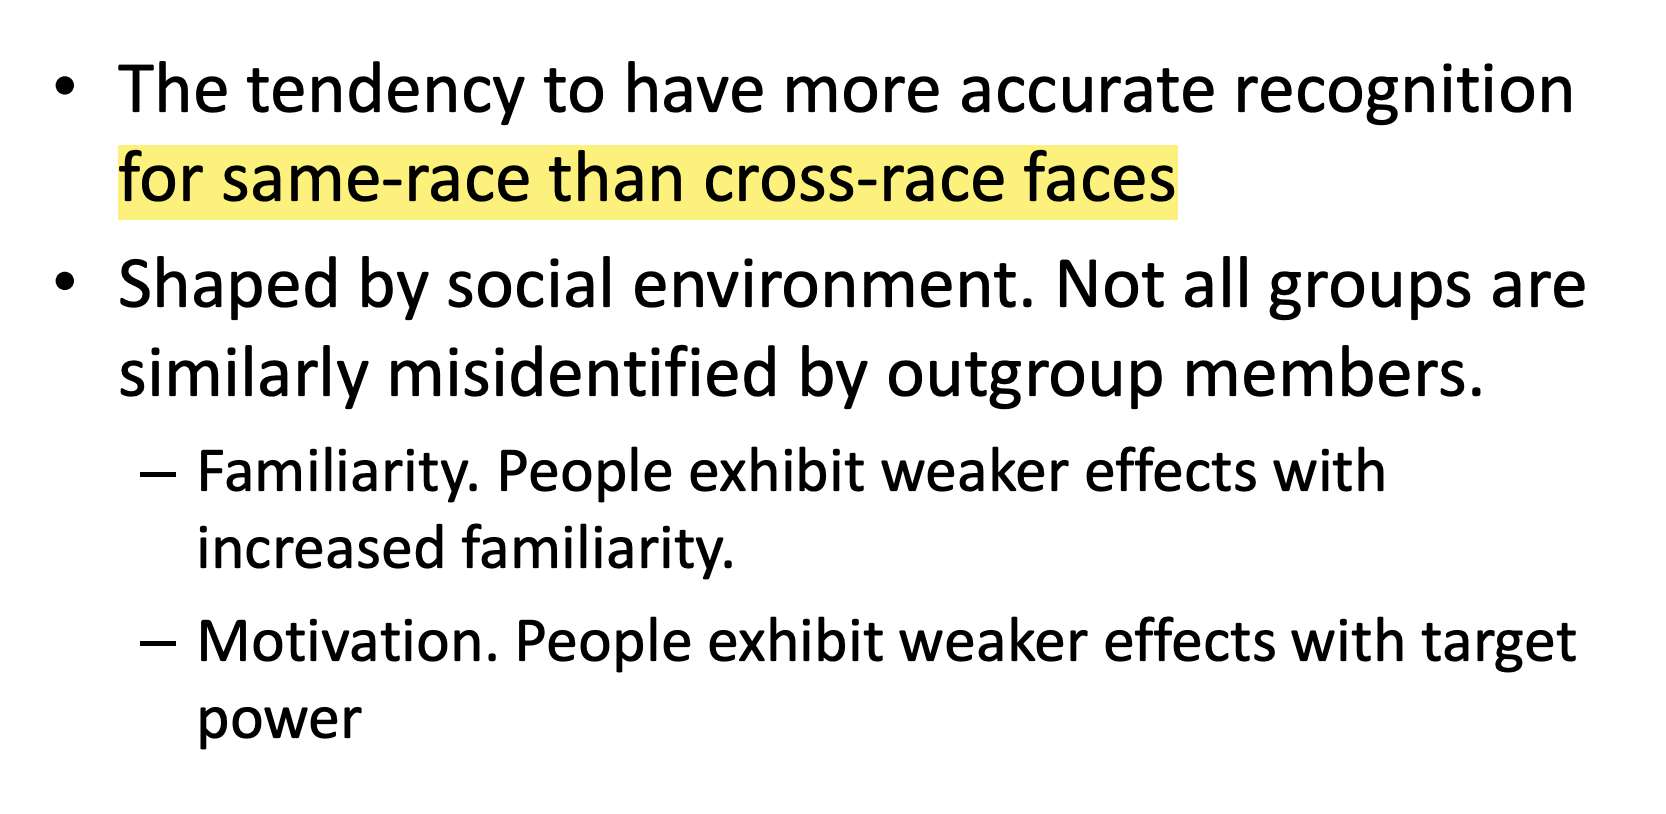 • The tendency to have more accurate recognition
for same-race than cross-race faces
• Shaped by social environment. Not all groups are
similarly misidentified by outgroup members.
– Familiarity. People exhibit weaker effects with
increased familiarity.
– Motivation. People exhibit weaker effects with target
power